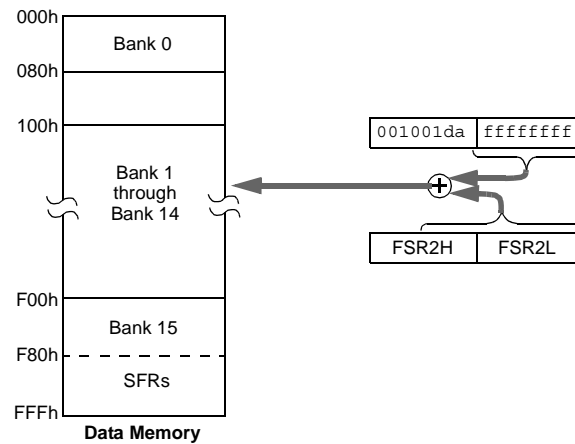 000h
Bank 0
080h
100h
001001da ffffffff
Bank 1
through
Bank 14
FSR2H FSR2L
F00h
Bank 15
F80h
SFRs
FFFh
Data Memory